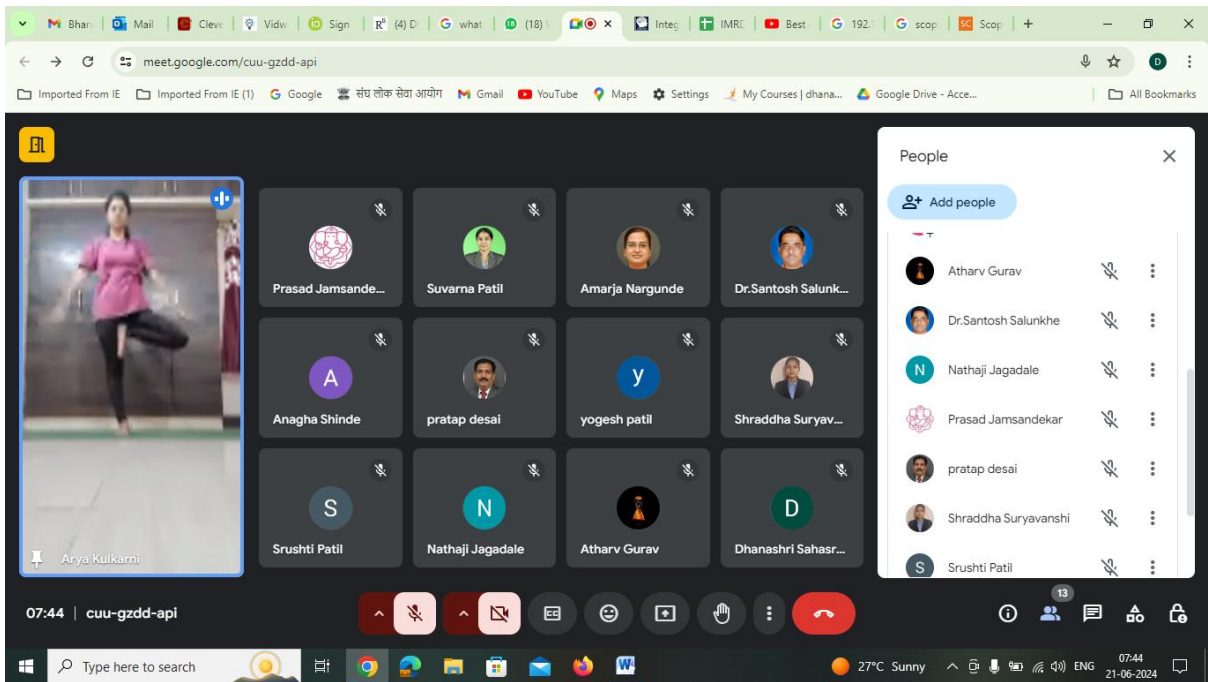 Bhar
Mail
Cleve
Vidw
Sign
(4) D
what
(18)
Integ
IMRD
Best
192.
scop
Scop
meet.google.com/cuu-gzdd-api
D
Imported From IE
Imported From IE (1)
Google
संघ लोक सेवा आयोग
Gmail
YouTube
Maps
Settings
My Courses | dhana...
Google Drive - Acce...
All Bookmarks
People
Add people
Prasad Jamsande...
Suvarna Patil
Amarja Nargunde
Dr.Santosh Salunk...
A
Anagha Shinde
pratap desai
y
yogesh patil
Shraddha Suryav...
S
Srushti Patil
N
Nathaji Jagadale
Atharv Gurav
D
Dhanashri Sahasr...
Arya Kulkarni
Atharv Gurav
Dr.Santosh Salunkhe
N
Nathaji Jagadale
Prasad Jamsandekar
pratap desai
Shraddha Suryavanshi
S
Srushti Patil
07:44 | cuu-gzdd-api
13
Type here to search
27°C Sunny
ENG
07:44
21-06-2024